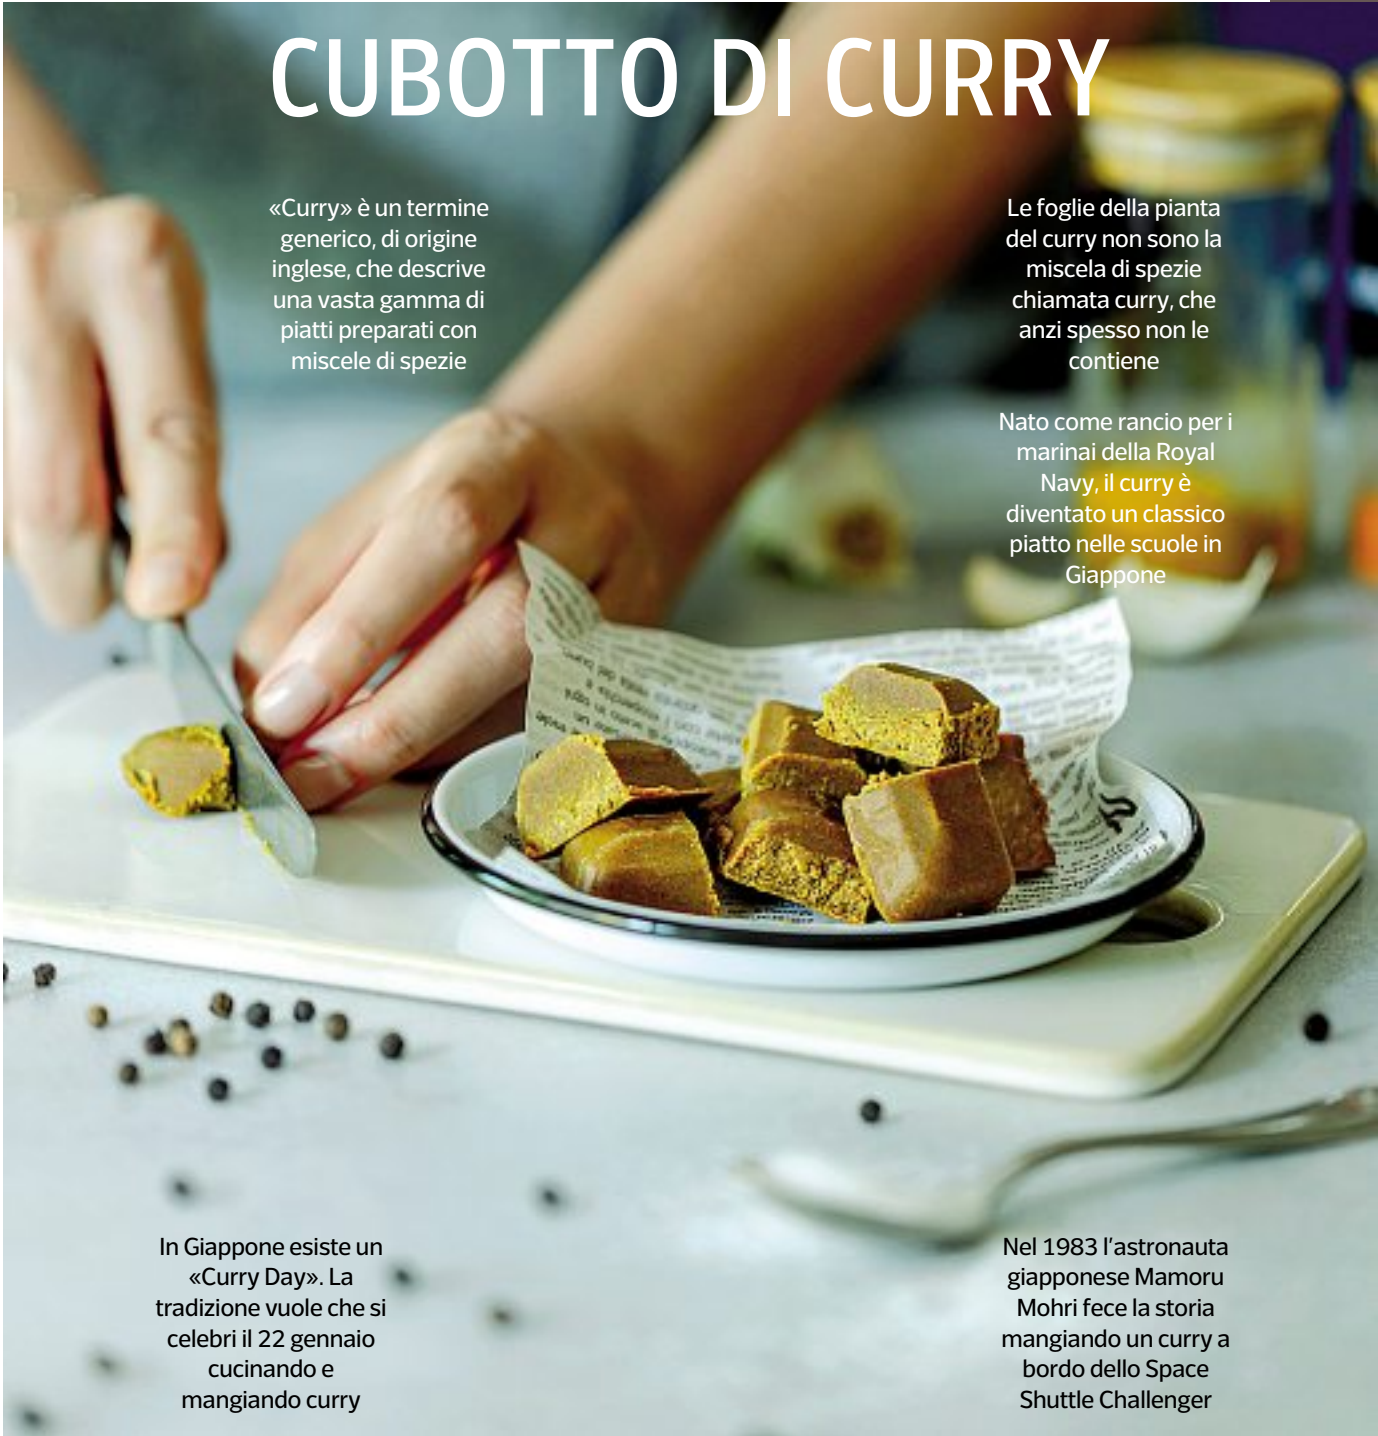 CUBOTTO DI CURRY
«Curry» è un termine
generico, di origine
inglese, che descrive
una vasta gamma di
piatti preparati con
miscele di spezie
Le foglie della pianta
del curry non sono la
miscela di spezie
chiamata curry, che
anzi spesso non le
contiene
Nato come rancio per i
marinai della Royal
Navy, il curry è
diventato un classico
piatto nelle scuole in
Giappone
In Giappone esiste un
«Curry Day». La
tradizione vuole che si
celebri il 22 gennaio
cucinando e
mangiando curry
Nel 1983 l'astronauta
giapponese Mamoru
Mohri fece la storia
mangiando un curry a
bordo dello Space
Shuttle Challenger